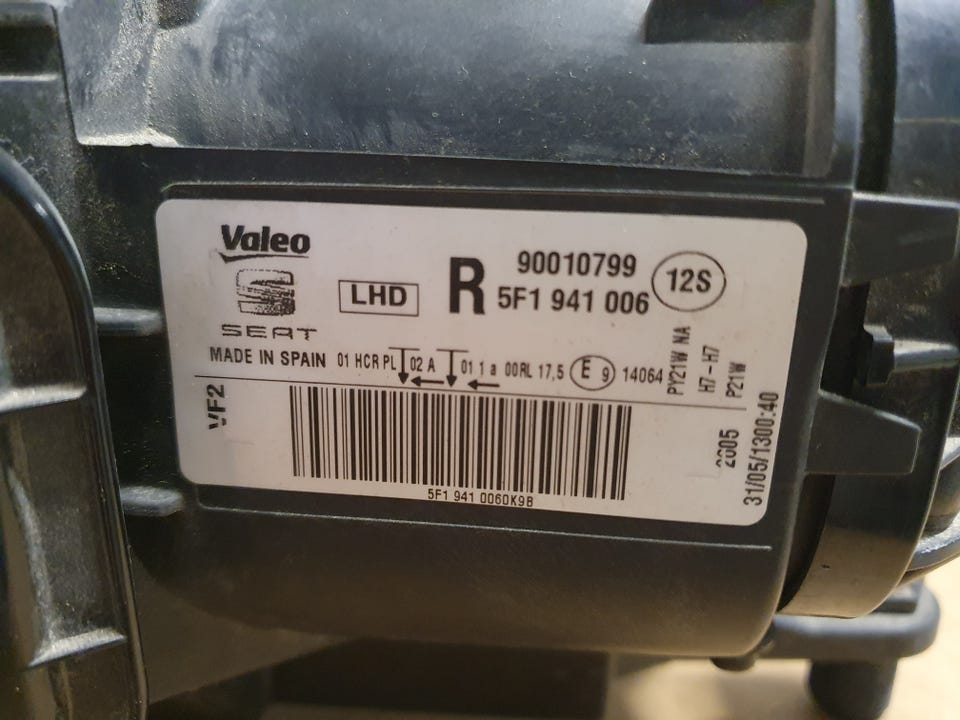 Valeo
SEAT
LHD
R
90010799
5F1 941 006
12S
MADE IN SPAIN 01 HCR PL 02 A 01 1 a 00RL 17,5 E 9 14064
PY21W NA
H7-H7
P21W
VF2
5F1 941 0060K9B
2605
31/05/1300:40